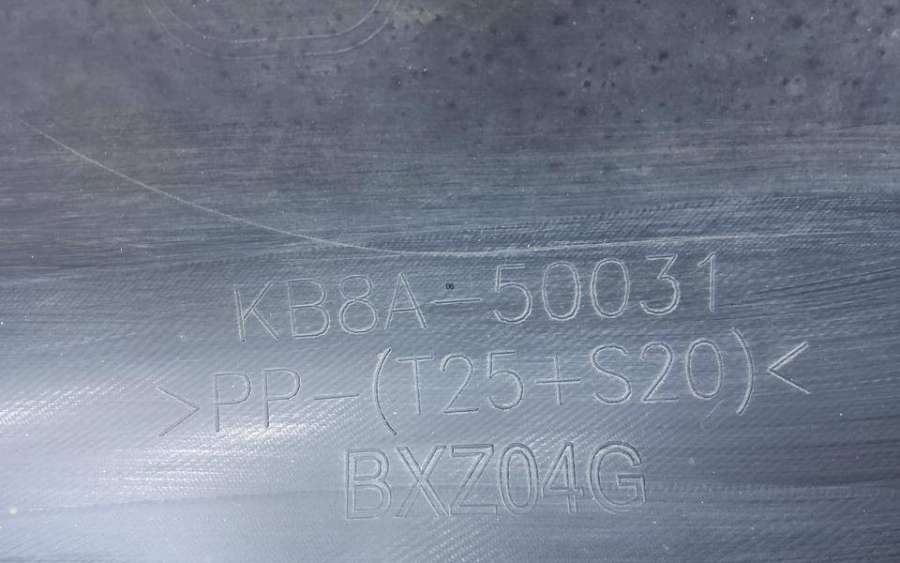 KB8A-50031
>PP-(T25+S20)<
BXZ04G